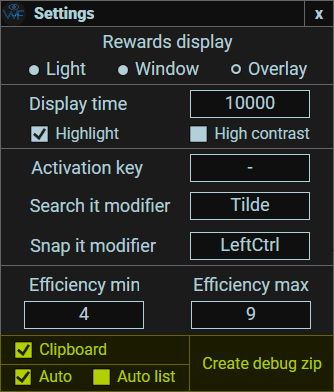 Settings x
Rewards display
Light Window Overlay
Display time 10000
Highlight High contrast
Activation key -
Search it modifier Tilde
Snap it modifier LeftCtrl
Efficiency min Efficiency max
4 9
Clipboard
Create debug zip
Auto Auto list